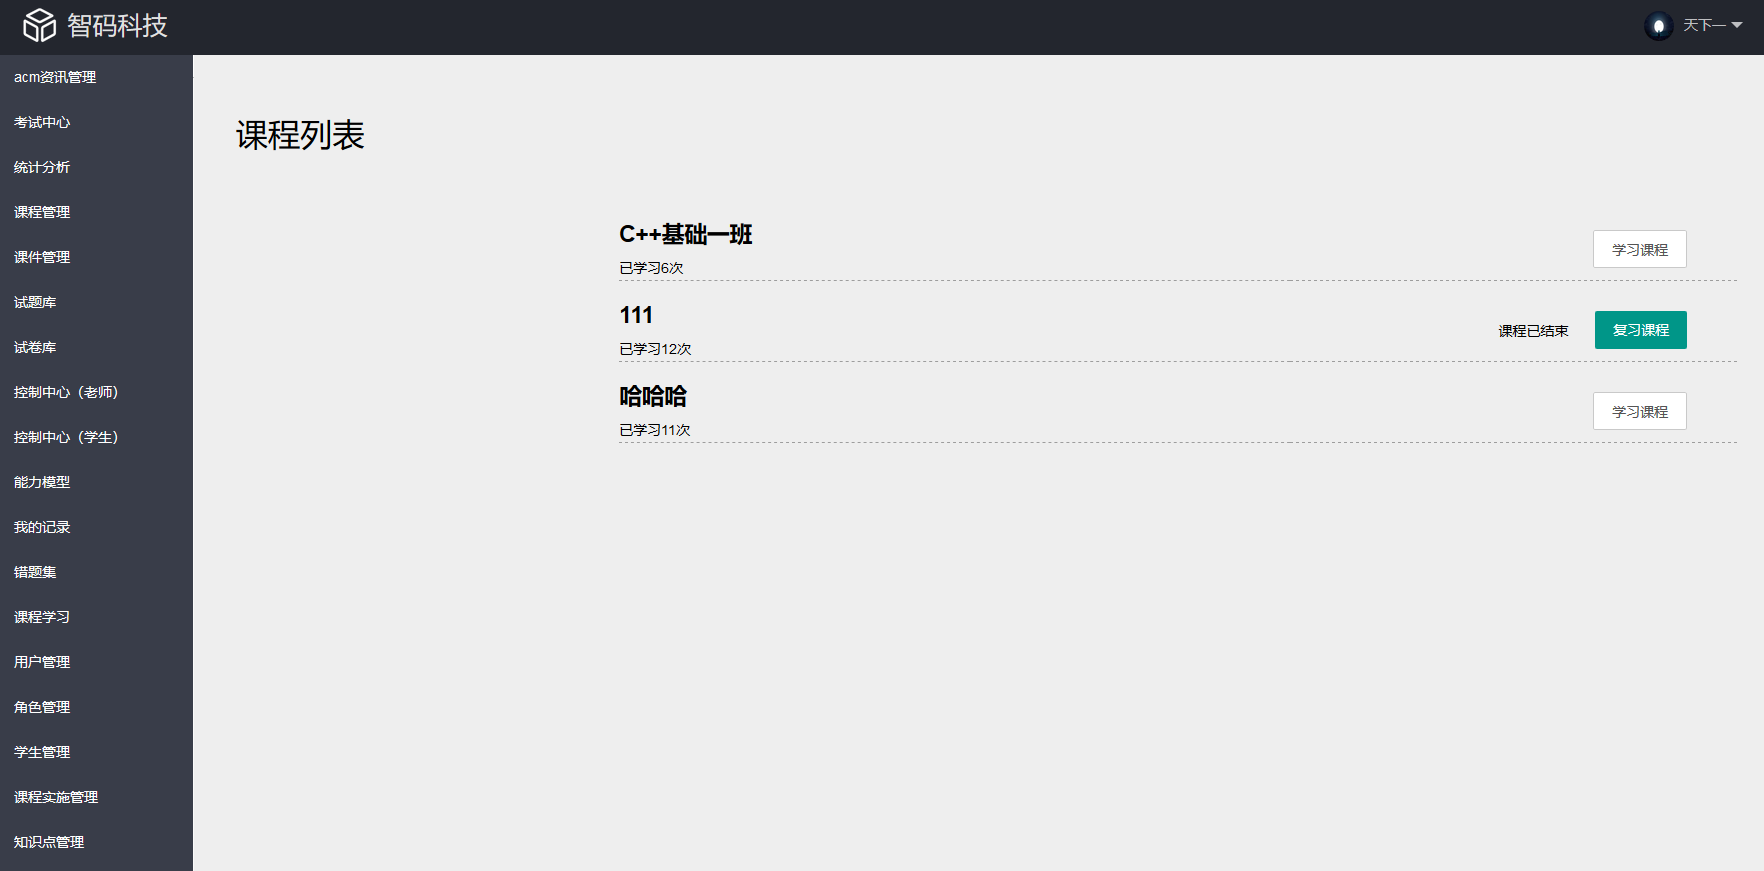 智码科技
天下一
acm资讯管理
考试中心
统计分析
课程管理
课件管理
试题库
试卷库
控制中心（老师）
控制中心（学生）
能力模型
我的记录
错题集
课程学习
用户管理
角色管理
学生管理
课程实施管理
知识点管理
课程列表
C++基础一班
已学习6次
学习课程
111
已学习12次
课程已结束
复习课程
哈哈哈
已学习11次
学习课程